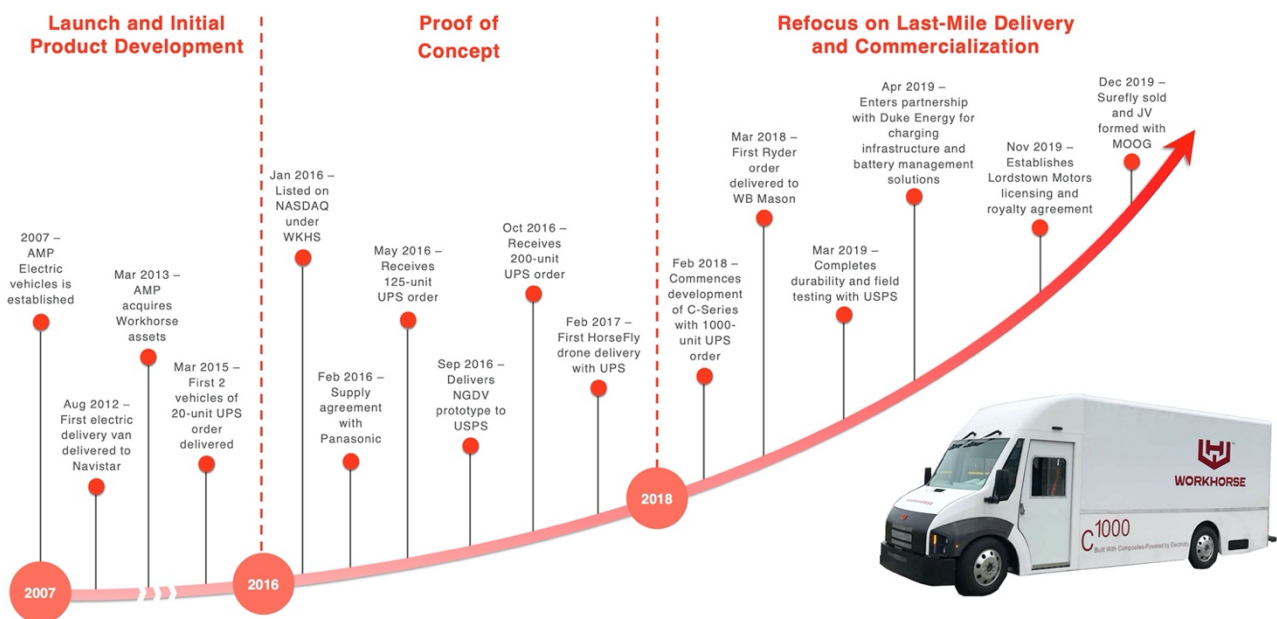 Launch and Initial
Product Development
Proof of
Concept
Refocus on Last-Mile Delivery
and Commercialization
2007 –
AMP
Electric
vehicles is
established
Aug 2012 –
First electric
delivery van
delivered to
Navistar
Mar 2013 –
AMP
acquires
Workhorse
assets
Mar 2015 –
First 2
vehicles of
20-unit UPS
order
delivered
Jan 2016 –
Listed on
NASDAQ
under
WKHS
Feb 2016 –
Supply
agreement
with
Panasonic
May 2016 –
Receives
125-unit
UPS order
Sep 2016 –
Delivers
NGDV
prototype to
USPS
Oct 2016 –
Receives
200-unit
UPS order
Feb 2017 –
First HorseFly
drone delivery
with UPS
Feb 2018 –
Commences
development
of C-Series
with 1000-
unit UPS
order
Mar 2018 –
First Ryder
order
delivered to
WB Mason
Mar 2019 –
Completes
durability and field
testing with USPS
Apr 2019 –
Enters partnership
with Duke Energy for
charging
infrastructure and
battery management
solutions
Nov 2019 –
Establishes
Lordstown Motors
licensing and
royalty agreement
Dec 2019 –
Surefly sold
and JV
formed with
MOOG
2007
2016
2018
WORKHORSE
WORKHORSE
C1000
Built With Composites-Powered by Electricity